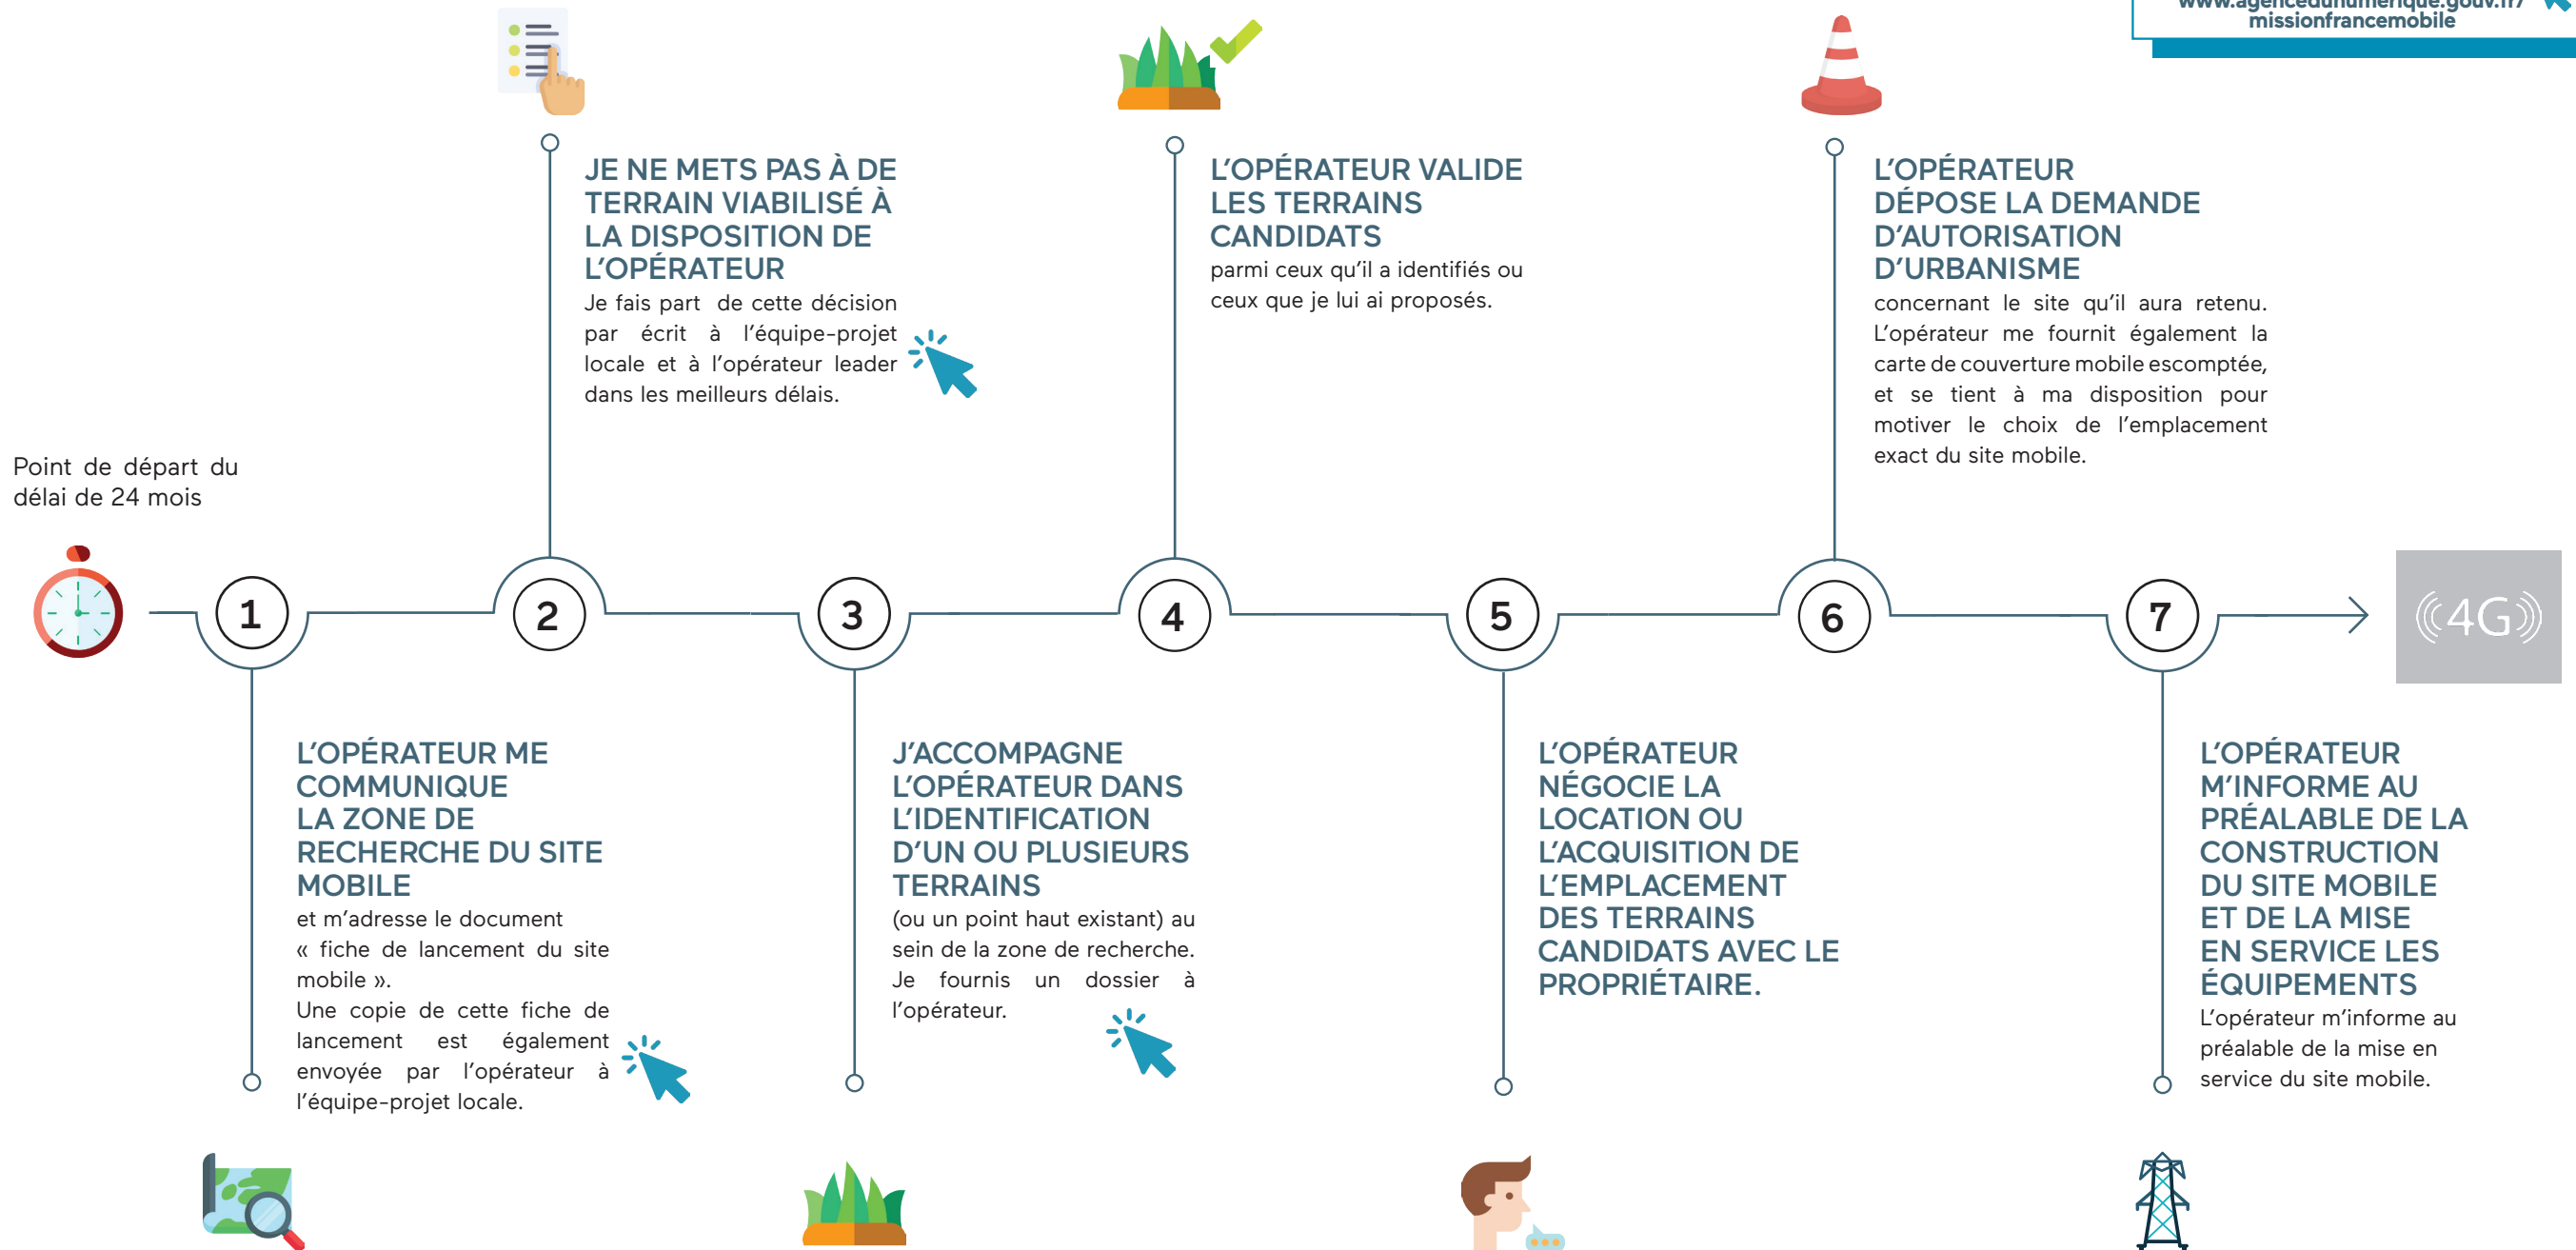 www.agencedunumerique.gouv.fr/
missionfrancemobile
JE NE METS PAS À DE
TERRAIN VIABILISÉ À
LA DISPOSITION DE
L'OPÉRATEUR
Je fais part de cette décision
par écrit à l'équipe-projet
locale et à l'opérateur leader
dans les meilleurs délais.
L'OPÉRATEUR VALIDE
LES TERRAINS
CANDIDATS
parmi ceux qu'il a identifiés ou
ceux que je lui ai proposés.
L'OPÉRATEUR
DÉPOSE LA DEMANDE
D'AUTORISATION
D'URBANISME
concernant le site qu'il aura retenu.
L'opérateur me fournit également la
carte de couverture mobile escomptée,
et se tient à ma disposition pour
motiver le choix de l'emplacement
exact du site mobile.
Point de départ du
délai de 24 mois
1
2
3
4
5
6
7
((4G))
L'OPÉRATEUR ME
COMMUNIQUE
LA ZONE DE
RECHERCHE DU SITE
MOBILE
et m'adresse le document
« fiche de lancement du site
mobile ».
Une copie de cette fiche de
lancement est également
envoyée par l'opérateur à
l'équipe-projet locale.
J'ACCOMPAGNE
L'OPÉRATEUR DANS
L'IDENTIFICATION
D'UN OU PLUSIEURS
TERRAINS
(ou un point haut existant) au
sein de la zone de recherche.
Je fournis un dossier à
l'opérateur.
L'OPÉRATEUR
NÉGOCIE LA
LOCATION OU
L'ACQUISITION DE
L'EMPLACEMENT
DES TERRAINS
CANDIDATS AVEC LE
PROPRIÉTAIRE.
L'OPÉRATEUR
M'INFORME AU
PRÉALABLE DE LA
CONSTRUCTION
DU SITE MOBILE
ET DE LA MISE
EN SERVICE LES
ÉQUIPEMENTS
L'opérateur m'informe au
préalable de la mise en
service du site mobile.